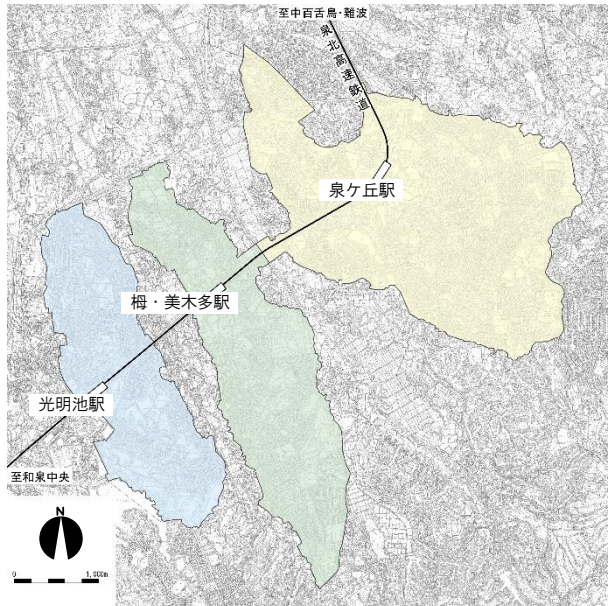 至中百舌鳥・難波
泉北高速鉄道
泉ケ丘駅
栂・美木多駅
光明池駅
至和泉中央
N
0 1,000m